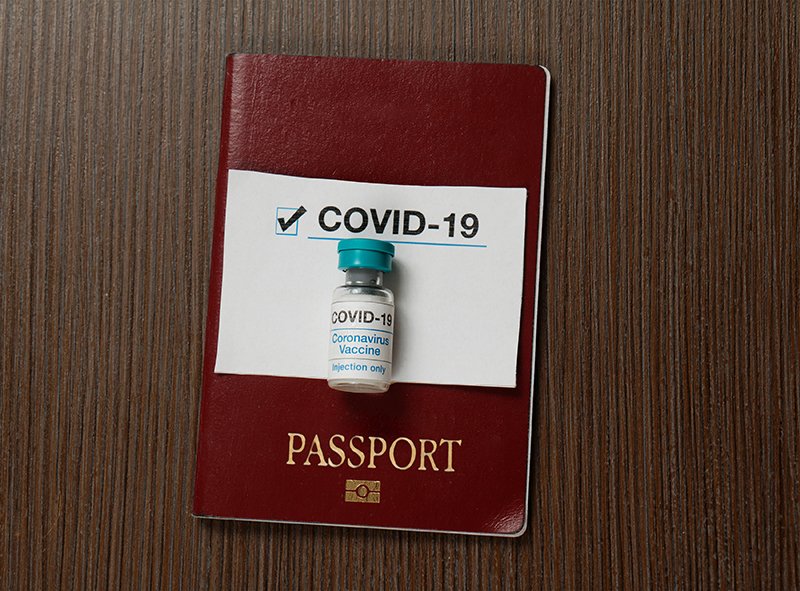 COVID-19
COVID-19
Coronavirus
Vaccine
Injection only
PASSPORT